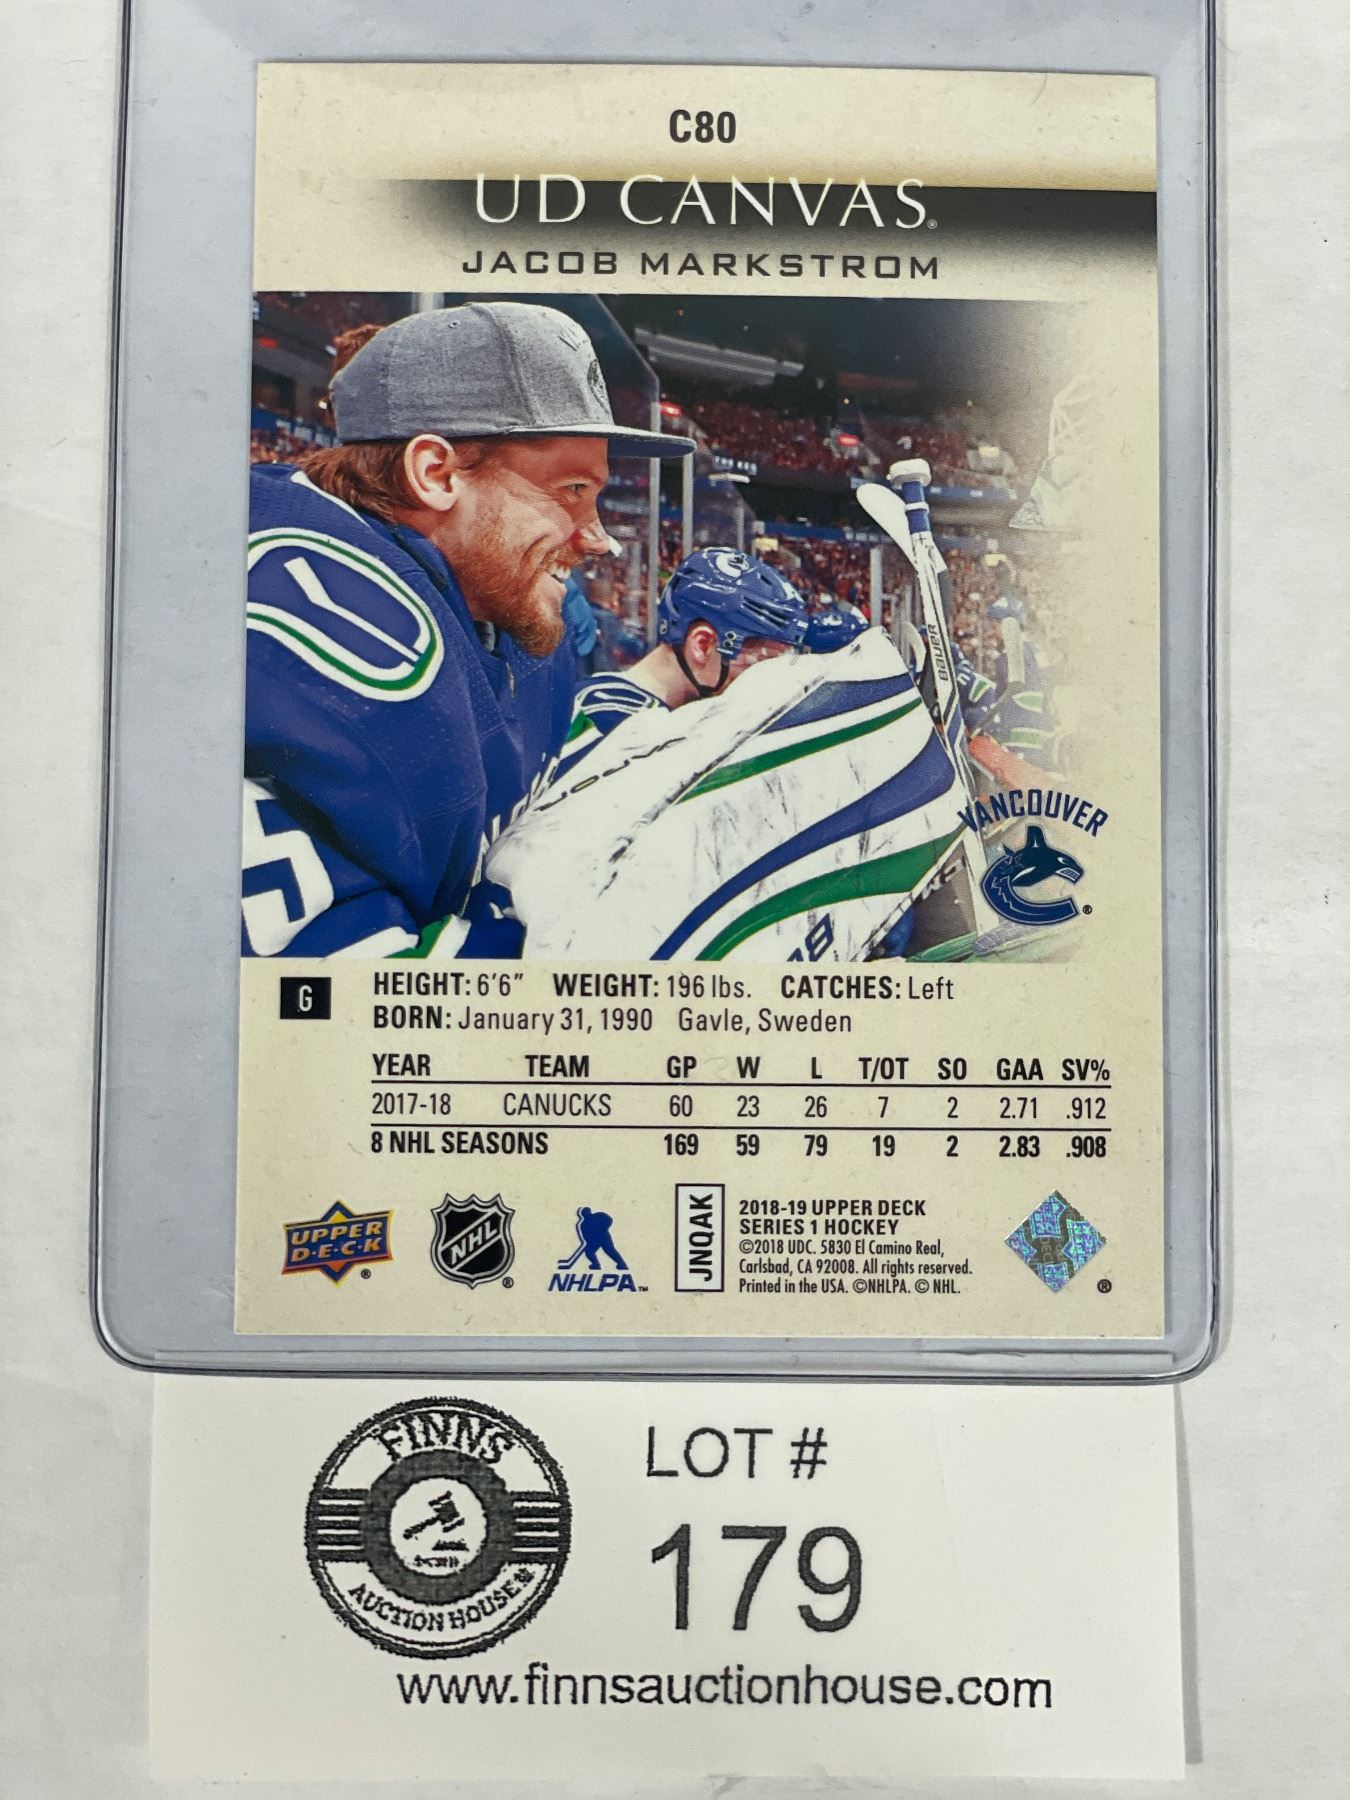 C80
UD CANVAS®
JACOB MARKSTROM
BAUER
VANCOUVER
®
G
HEIGHT: 6'6" WEIGHT: 196 lbs. CATCHES: Left
BORN: January 31, 1990 Gavle, Sweden
YEAR TEAM GP W L T/OT SO GAA SV%
2017-18 CANUCKS 60 23 26 7 2 2.71 .912
8 NHL SEASONS 169 59 79 19 2 2.83 .908
UPPER
D·E·C·K
®
NHL
®
NHLPA™
JNQAK
2018-19 UPPER DECK
SERIES 1 HOCKEY
©2018 UDC. 5830 El Camino Real,
Carlsbad, CA 92008. All rights reserved.
Printed in the USA. ©NHLPA. © NHL.
®
FINNS
AUCTION HOUSE
LOT #
179
www.finnsauctionhouse.com